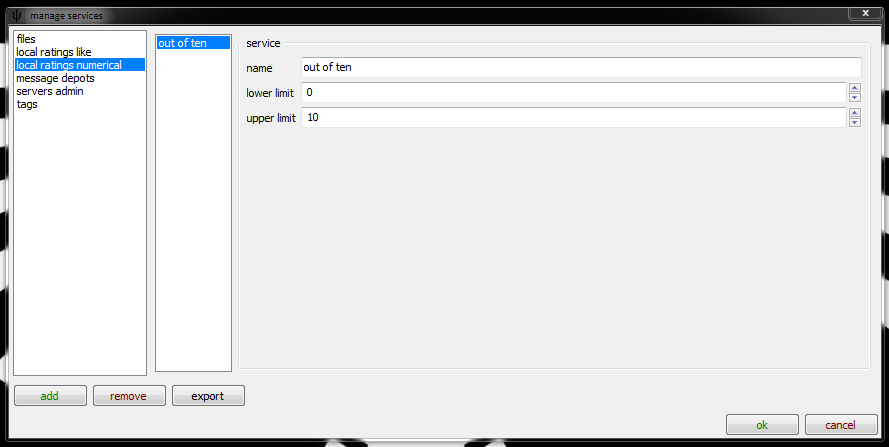 ψ manage services
files
local ratings like
local ratings numerical
message depots
servers admin
tags
out of ten
service
name out of ten
lower limit 0
upper limit 10
add remove export
ok cancel